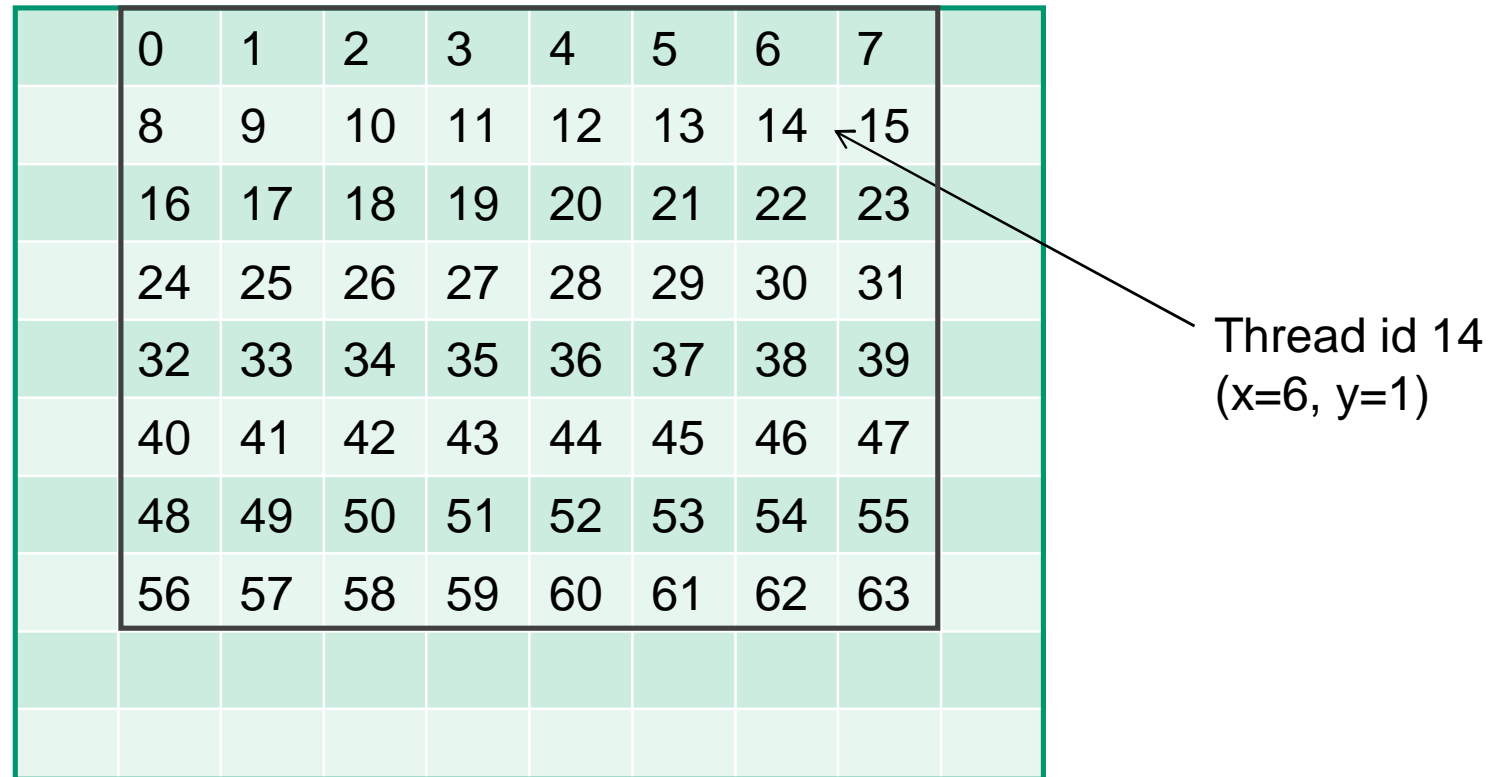 0 1 2 3 4 5 6 7
8 9 10 11 12 13 14 15
16 17 18 19 20 21 22 23
24 25 26 27 28 29 30 31
32 33 34 35 36 37 38 39
40 41 42 43 44 45 46 47
48 49 50 51 52 53 54 55
56 57 58 59 60 61 62 63
Thread id 14
(x=6, y=1)